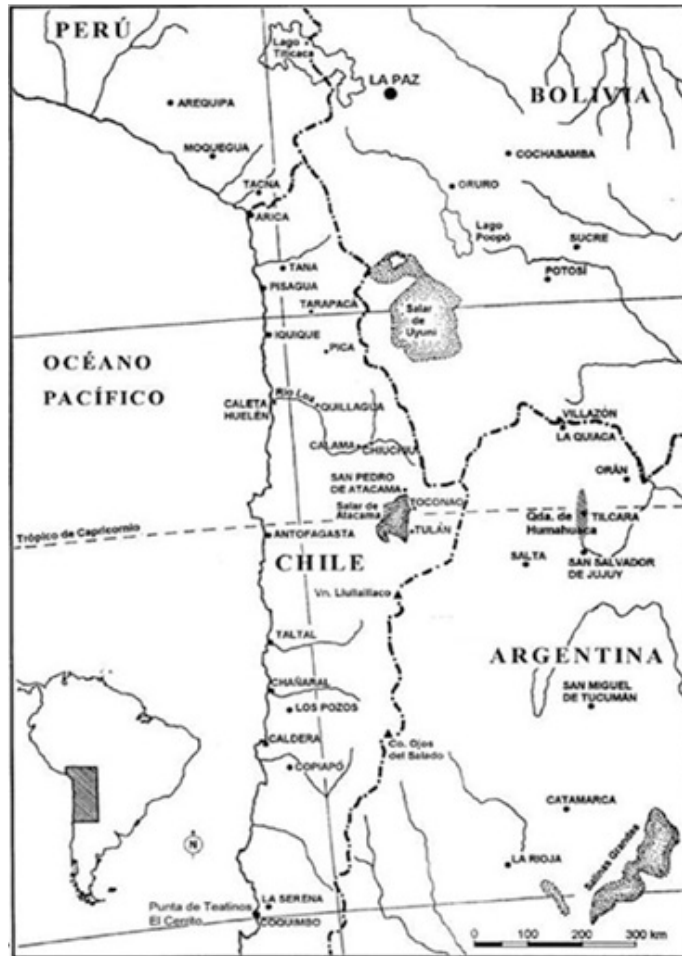 PERÚ
Lago
Titicaca
LA PAZ
BOLIVIA
AREQUIPA
MOQUEGUA
COCHABAMBA
TACNA
ORURO
ARICA
Lago
Poopó
SUCRE
TANA
POTOSÍ
PISAGUA
TARAPACA
Salar
de
Uyuni
IQUIQUE
PICA
OCÉANO
PACÍFICO
CALETA
HUELÉN
Río Loa
QUILLAGUA
VILLAZÓN
LA QUIACA
CALAMA
CHIUCHIU
ORÁN
SAN PEDRO
DE ATACAMA
TOCONAO
Salar de
Atacama
Qda. de
Humahuaca
TILCARA
Trópico de Capricornio
ANTOFAGASTA
TULÁN
CHILE
SALTA
SAN SALVADOR
DE JUJUY
Vn. Llullaillaco
TALTAL
ARGENTINA
CHAÑARAL
SAN MIGUEL
DE TUCUMÁN
LOS POZOS
CALDERA
Co. Ojos
del Salado
COPIAPÓ
CATAMARCA
N
LA RIOJA
Salinas Grandes
LA SERENA
Punta de Teatinos
El Cerrito
COQUIMBO
0 100 200 300 km